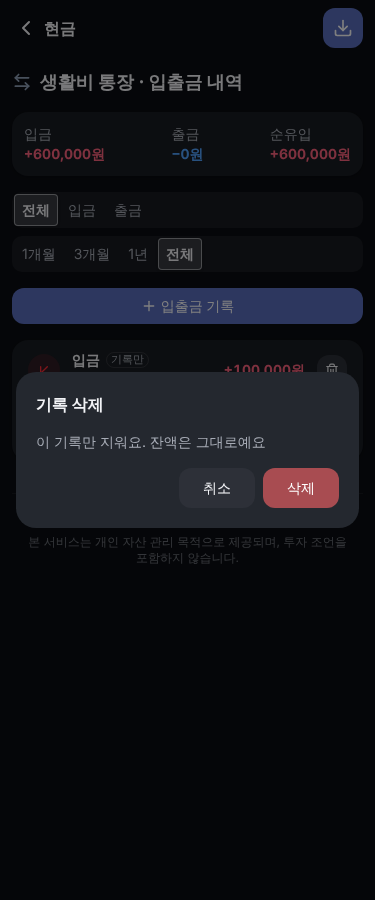 현금
생활비 통장 · 입출금 내역
입금 출금 순유입
+600,000원 −0원 +600,000원
전체 입금 출금
1개월 3개월 1년 전체
+ 입출금 기록
입금 기록만
+100,000원
기록 삭제
이 기록만 지워요. 잔액은 그대로예요
취소 삭제
본 서비스는 개인 자산 관리 목적으로 제공되며, 투자 조언을
포함하지 않습니다.